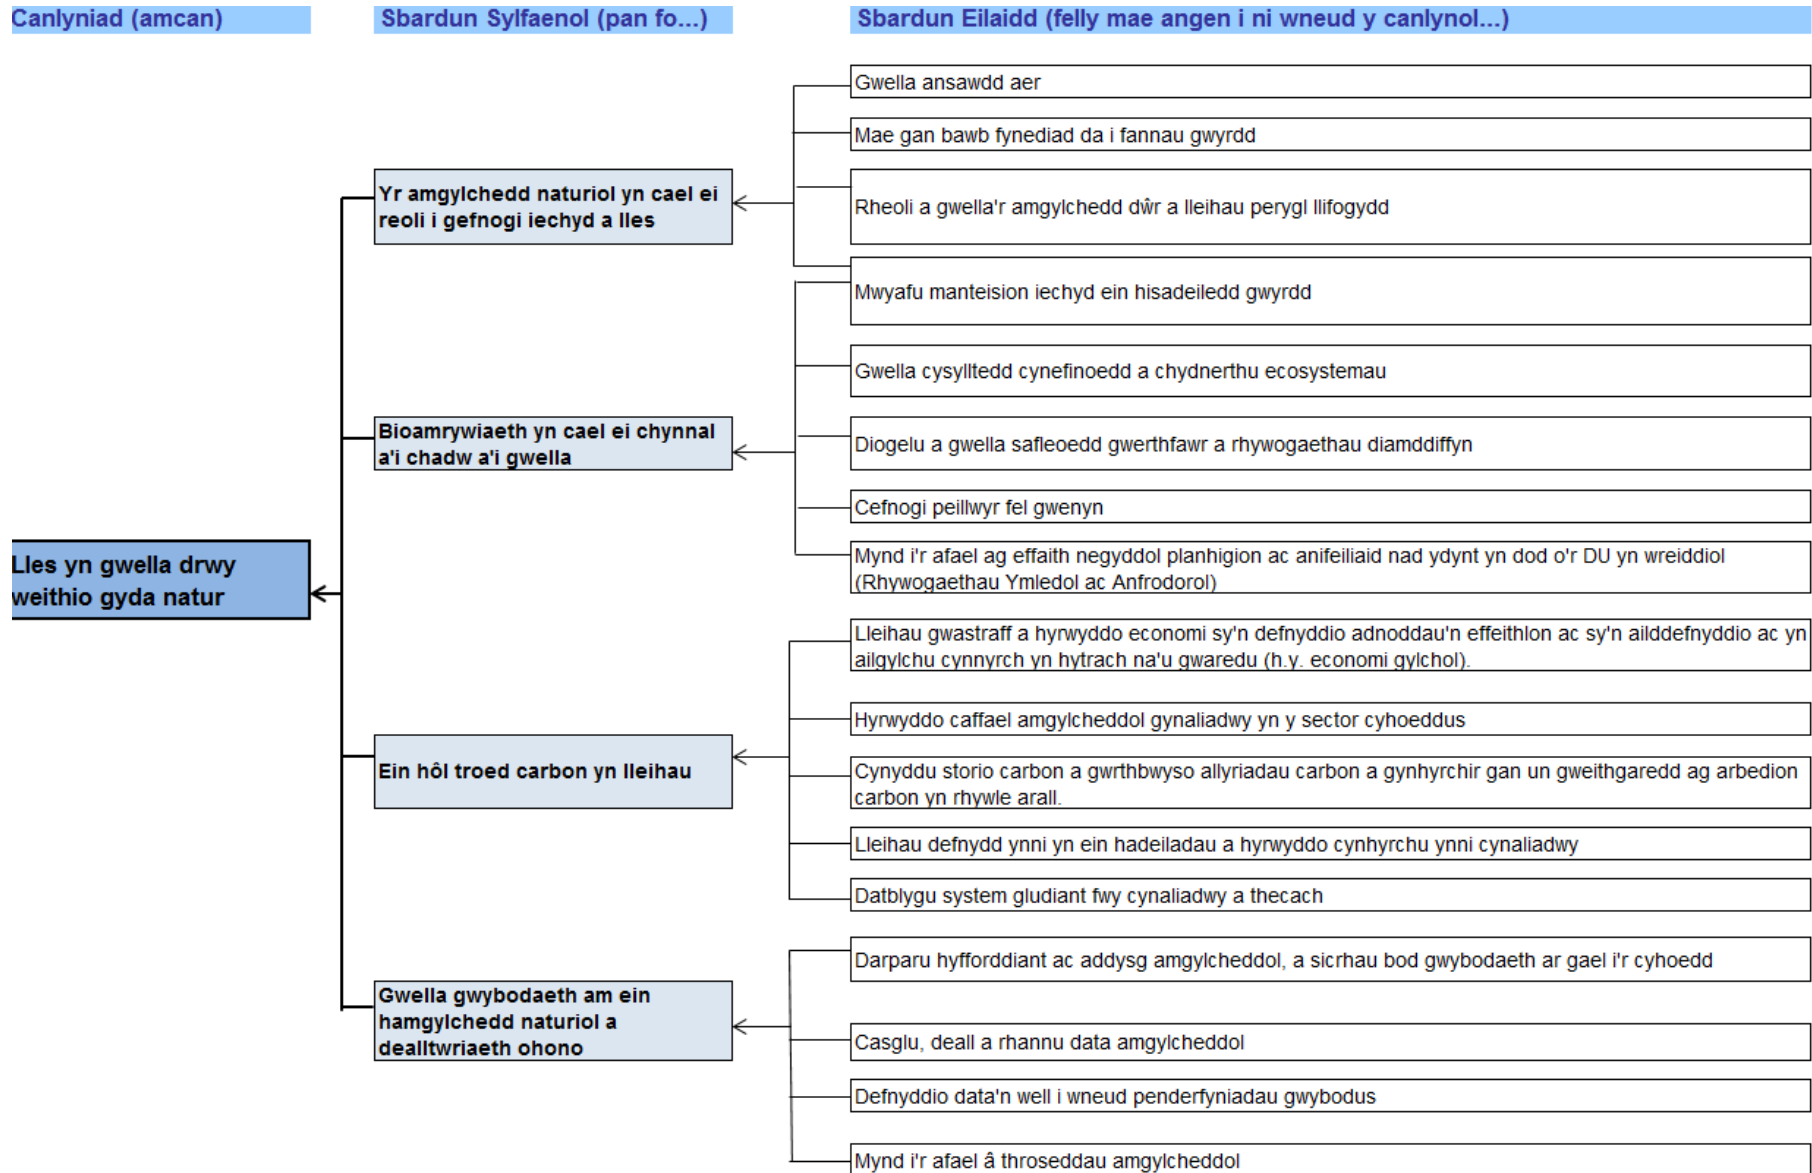 Canlyniad (amcan)
Sbardun Sylfaenol (pan fo...)
Sbardun Eilaidd (felly mae angen i ni wneud y canlynol...)
Lles yn gwella drwy
weithio gyda natur
Yr amgylchedd naturiol yn cael ei
reoli i gefnogi iechyd a lles
Gwella ansawdd aer
Mae gan bawb fynediad da i fannau gwyrdd
Rheoli a gwella'r amgylchedd dŵr a lleihau perygl llifogydd
Mwyafu manteision iechyd ein hisadeiledd gwyrdd
Bioamrywiaeth yn cael ei chynnal
a'i chadw a'i gwella
Gwella cysylltedd cynefinoedd a chydnerthu ecosystemau
Diogelu a gwella safleoedd gwerthfawr a rhywogaethau diamddiffyn
Cefnogi peillwyr fel gwenyn
Mynd i'r afael ag effaith negyddol planhigion ac anifeiliaid nad ydynt yn dod o'r DU yn wreiddiol
(Rhywogaethau Ymledol ac Anfrodorol)
Ein hôl troed carbon yn lleihau
Lleihau gwastraff a hyrwyddo economi sy'n defnyddio adnoddau'n effeithlon ac sy'n ailddefnyddio ac yn
ailgylchu cynnyrch yn hytrach na'u gwaredu (h.y. economi gylchol).
Hyrwyddo caffael amgylcheddol gynaliadwy yn y sector cyhoeddus
Cynyddu storio carbon a gwrthbwyso allyriadau carbon a gynhyrchir gan un gweithgaredd ag arbedion
carbon yn rhywle arall.
Lleihau defnydd ynni yn ein hadeiladau a hyrwyddo cynhyrchu ynni cynaliadwy
Datblygu system gludiant fwy cynaliadwy a thecach
Gwella gwybodaeth am ein
hamgylchedd naturiol a
dealltwriaeth ohono
Darparu hyfforddiant ac addysg amgylcheddol, a sicrhau bod gwybodaeth ar gael i'r cyhoedd
Casglu, deall a rhannu data amgylcheddol
Defnyddio data'n well i wneud penderfyniadau gwybodus
Mynd i'r afael â throseddau amgylcheddol